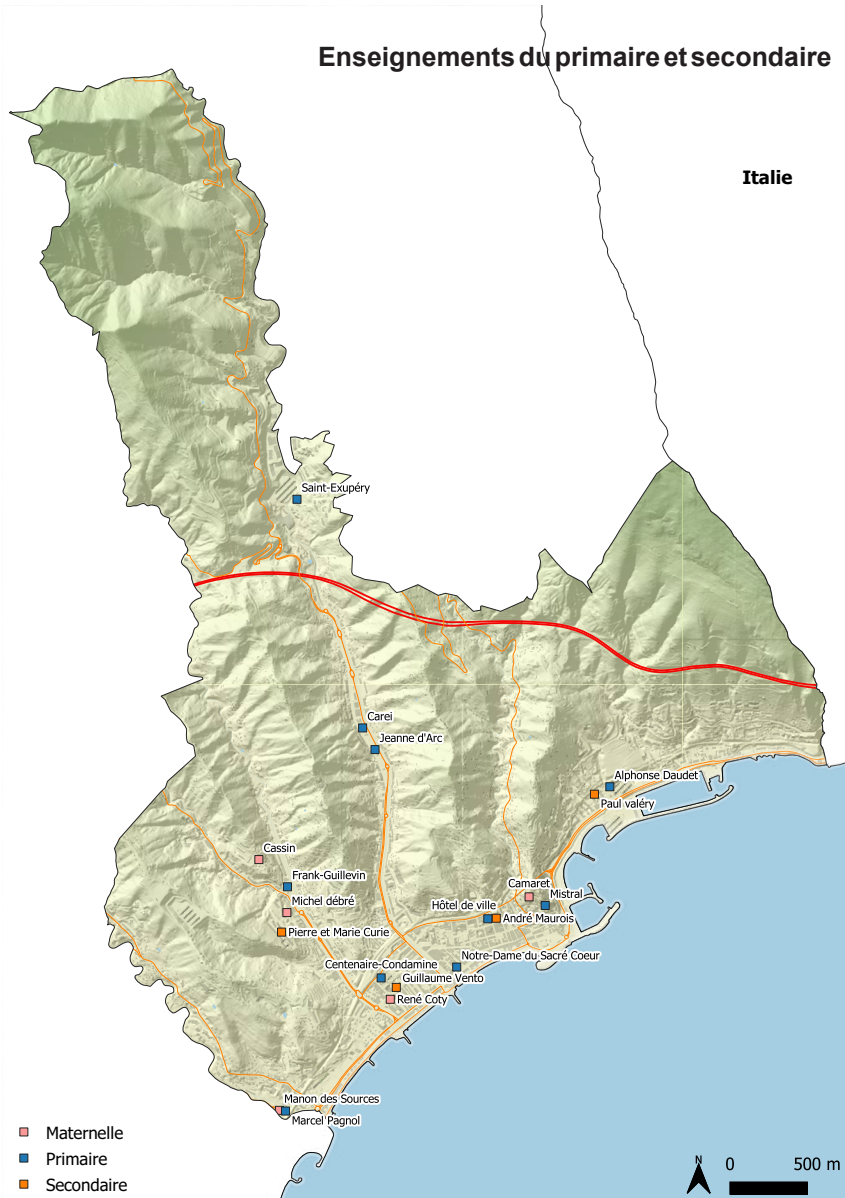 Enseignements du primaire et secondaire
Italie
Saint-Exupéry
Carei
Jeanne d'Arc
Alphonse Daudet
Paul valéry
Cassin
Frank-Guillevin
Camaret
Michel débré
Mistral
Hôtel de ville
André Maurois
Pierre et Marie Curie
Notre-Dame du Sacré Coeur
Centenaire-Condamine
Guillaume Vento
René Coty
Manon des Sources
Marcel Pagnol
Maternelle
Primaire
Secondaire
N
0 500 m